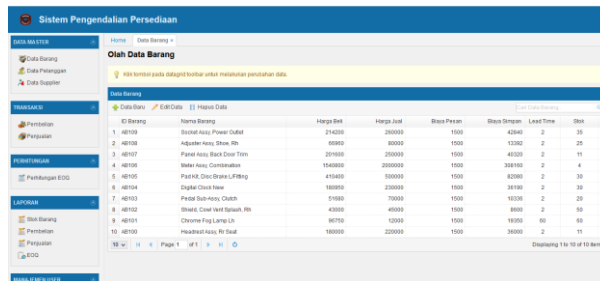 Sistem Pengendalian Persediaan
DATA MASTER
Data Barang
Data Pelanggan
Data Supplier
TRANSAKSI
Pembelian
Penjualan
PERHITUNGAN
Perhitungan EOQ
LAPORAN
Stok Barang
Pembelian
Penjualan
EOQ
MANAJEMEN USER
Home Data Barang ×
Olah Data Barang
Klik tombol pada datagrid toolbar untuk melakukan perubahan data.
Data Barang
Data Baru Edit Data Hapus Data Cari Data Barang
ID Barang Nama Barang Harga Beli Harga Jual Biaya Pesan Biaya Simpan Lead Time Stok
1 AB109 Socket Assy, Power Outlet 214200 260000 1500 42840 2 35
2 AB108 Adjuster Assy, Shoe, Rh 66960 80000 1500 13392 2 25
3 AB107 Panel Assy, Back Door Trim 201600 250000 1500 40320 2 11
4 AB106 Meter Assy, Combination 1540800 2000000 1500 308160 2 4
5 AB105 Pad Kit, Disc Brake L/Fitting 410400 500000 1500 82080 2 30
6 AB104 Digital Clock New 180950 230000 1500 36190 2 30
7 AB103 Pedal Sub-Assy, Clutch 51680 70000 1500 10336 2 20
8 AB102 Shield, Cowl Vent Splash, Rh 43000 45000 1500 8600 2 50
9 AB101 Chrome Fog Lamp Lh 96750 12000 1500 19350 60 60
10 AB100 Headrest Assy, Rr Seat 180000 220000 1500 36000 2 11
10 Page 1 of 1 Displaying 1 to 10 of 10 item